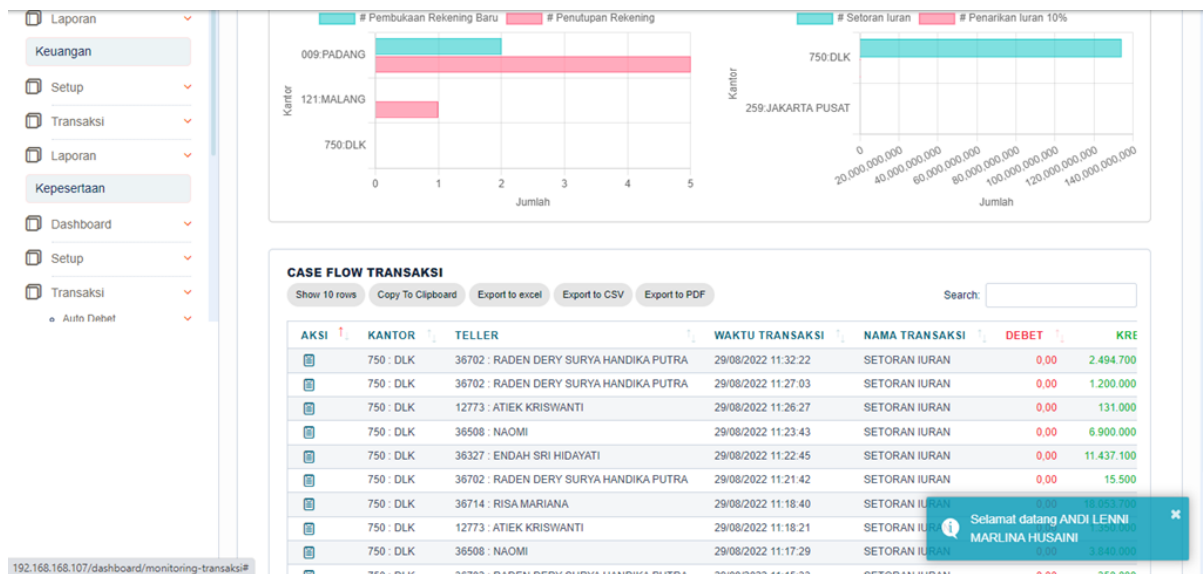 Laporan
Keuangan
Setup
Transaksi
Laporan
Kepesertaan
Dashboard
Setup
Transaksi
Auto Debet
# Pembukaan Rekening Baru # Penutupan Rekening
Kantor
009:PADANG
121:MALANG
750:DLK
0 1 2 3 4 5
Jumlah
# Setoran Iuran # Penarikan Iuran 10%
Kantor
750:DLK
259:JAKARTA PUSAT
0 20,000,000,000 40,000,000,000 60,000,000,000 80,000,000,000 100,000,000,000 120,000,000,000 140,000,000,000
Jumlah
CASE FLOW TRANSAKSI
Show 10 rows Copy To Clipboard Export to excel Export to CSV Export to PDF Search:
AKSI KANTOR TELLER WAKTU TRANSAKSI NAMA TRANSAKSI DEBET KRE
750 : DLK 36702 : RADEN DERY SURYA HANDIKA PUTRA 29/08/2022 11:32:22 SETORAN IURAN 0,00 2.494.700
750 : DLK 36702 : RADEN DERY SURYA HANDIKA PUTRA 29/08/2022 11:27:03 SETORAN IURAN 0,00 1.200.000
750 : DLK 12773 : ATIEK KRISWANTI 29/08/2022 11:26:27 SETORAN IURAN 0,00 131.000
750 : DLK 36508 : NAOMI 29/08/2022 11:23:43 SETORAN IURAN 0,00 6.900.000
750 : DLK 36327 : ENDAH SRI HIDAYATI 29/08/2022 11:22:45 SETORAN IURAN 0,00 11.437.100
750 : DLK 36702 : RADEN DERY SURYA HANDIKA PUTRA 29/08/2022 11:21:42 SETORAN IURAN 0,00 15.500
750 : DLK 36714 : RISA MARIANA 29/08/2022 11:18:40 SETORAN
750 : DLK 12773 : ATIEK KRISWANTI 29/08/2022 11:18:21 SETORAN
750 : DLK 36508 : NAOMI 29/08/2022 11:17:29 SETORAN
Selamat datang ANDI LENNI
MARLINA HUSAINI
192.168.168.107/dashboard/monitoring-transaksi#